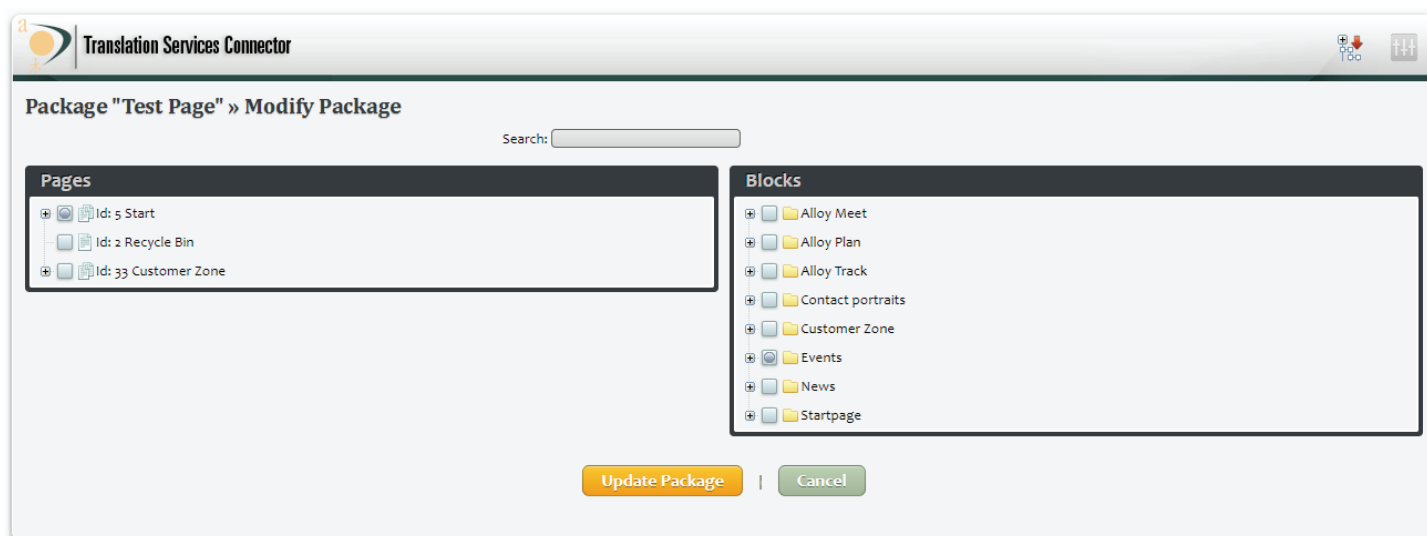 Translation Services Connector
Package "Test Page" » Modify Package
Search:
Pages
Id: 5 Start
Id: 2 Recycle Bin
Id: 33 Customer Zone
Blocks
Alloy Meet
Alloy Plan
Alloy Track
Contact portraits
Customer Zone
Events
News
Startpage
Update Package | Cancel